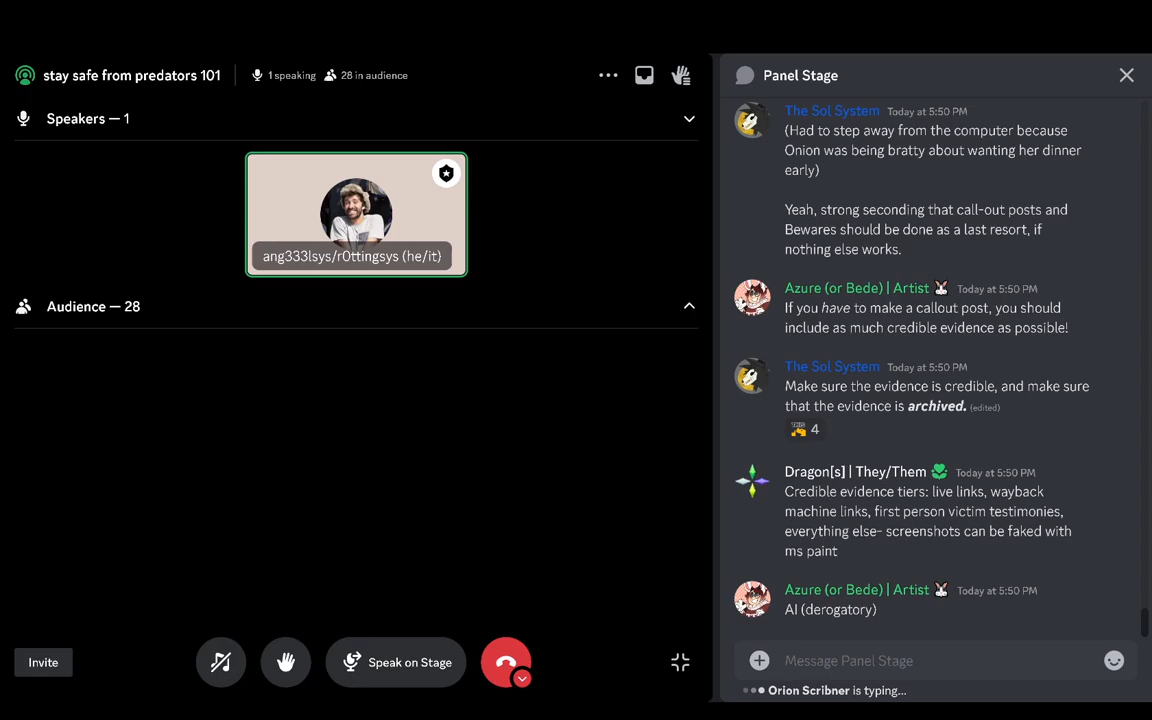 stay safe from predators 101
1 speaking
28 in audience
Speakers — 1
ang333lsys/r0ttingsys (he/it)
Audience — 28
Invite
Speak on Stage
Panel Stage
The Sol System Today at 5:50 PM
(Had to step away from the computer because
Onion was being bratty about wanting her dinner
early)
Yeah, strong seconding that call-out posts and
Bewares should be done as a last resort, if
nothing else works.
Azure (or Bede) | Artist Today at 5:50 PM
If you have to make a callout post, you should
include as much credible evidence as possible!
The Sol System Today at 5:50 PM
Make sure the evidence is credible, and make sure
that the evidence is archived. (edited)
THIS 4
Dragon[s] | They/Them Today at 5:50 PM
Credible evidence tiers: live links, wayback
machine links, first person victim testimonies,
everything else- screenshots can be faked with
ms paint
Azure (or Bede) | Artist Today at 5:50 PM
AI (derogatory)
Message Panel Stage
Orion Scribner is typing...